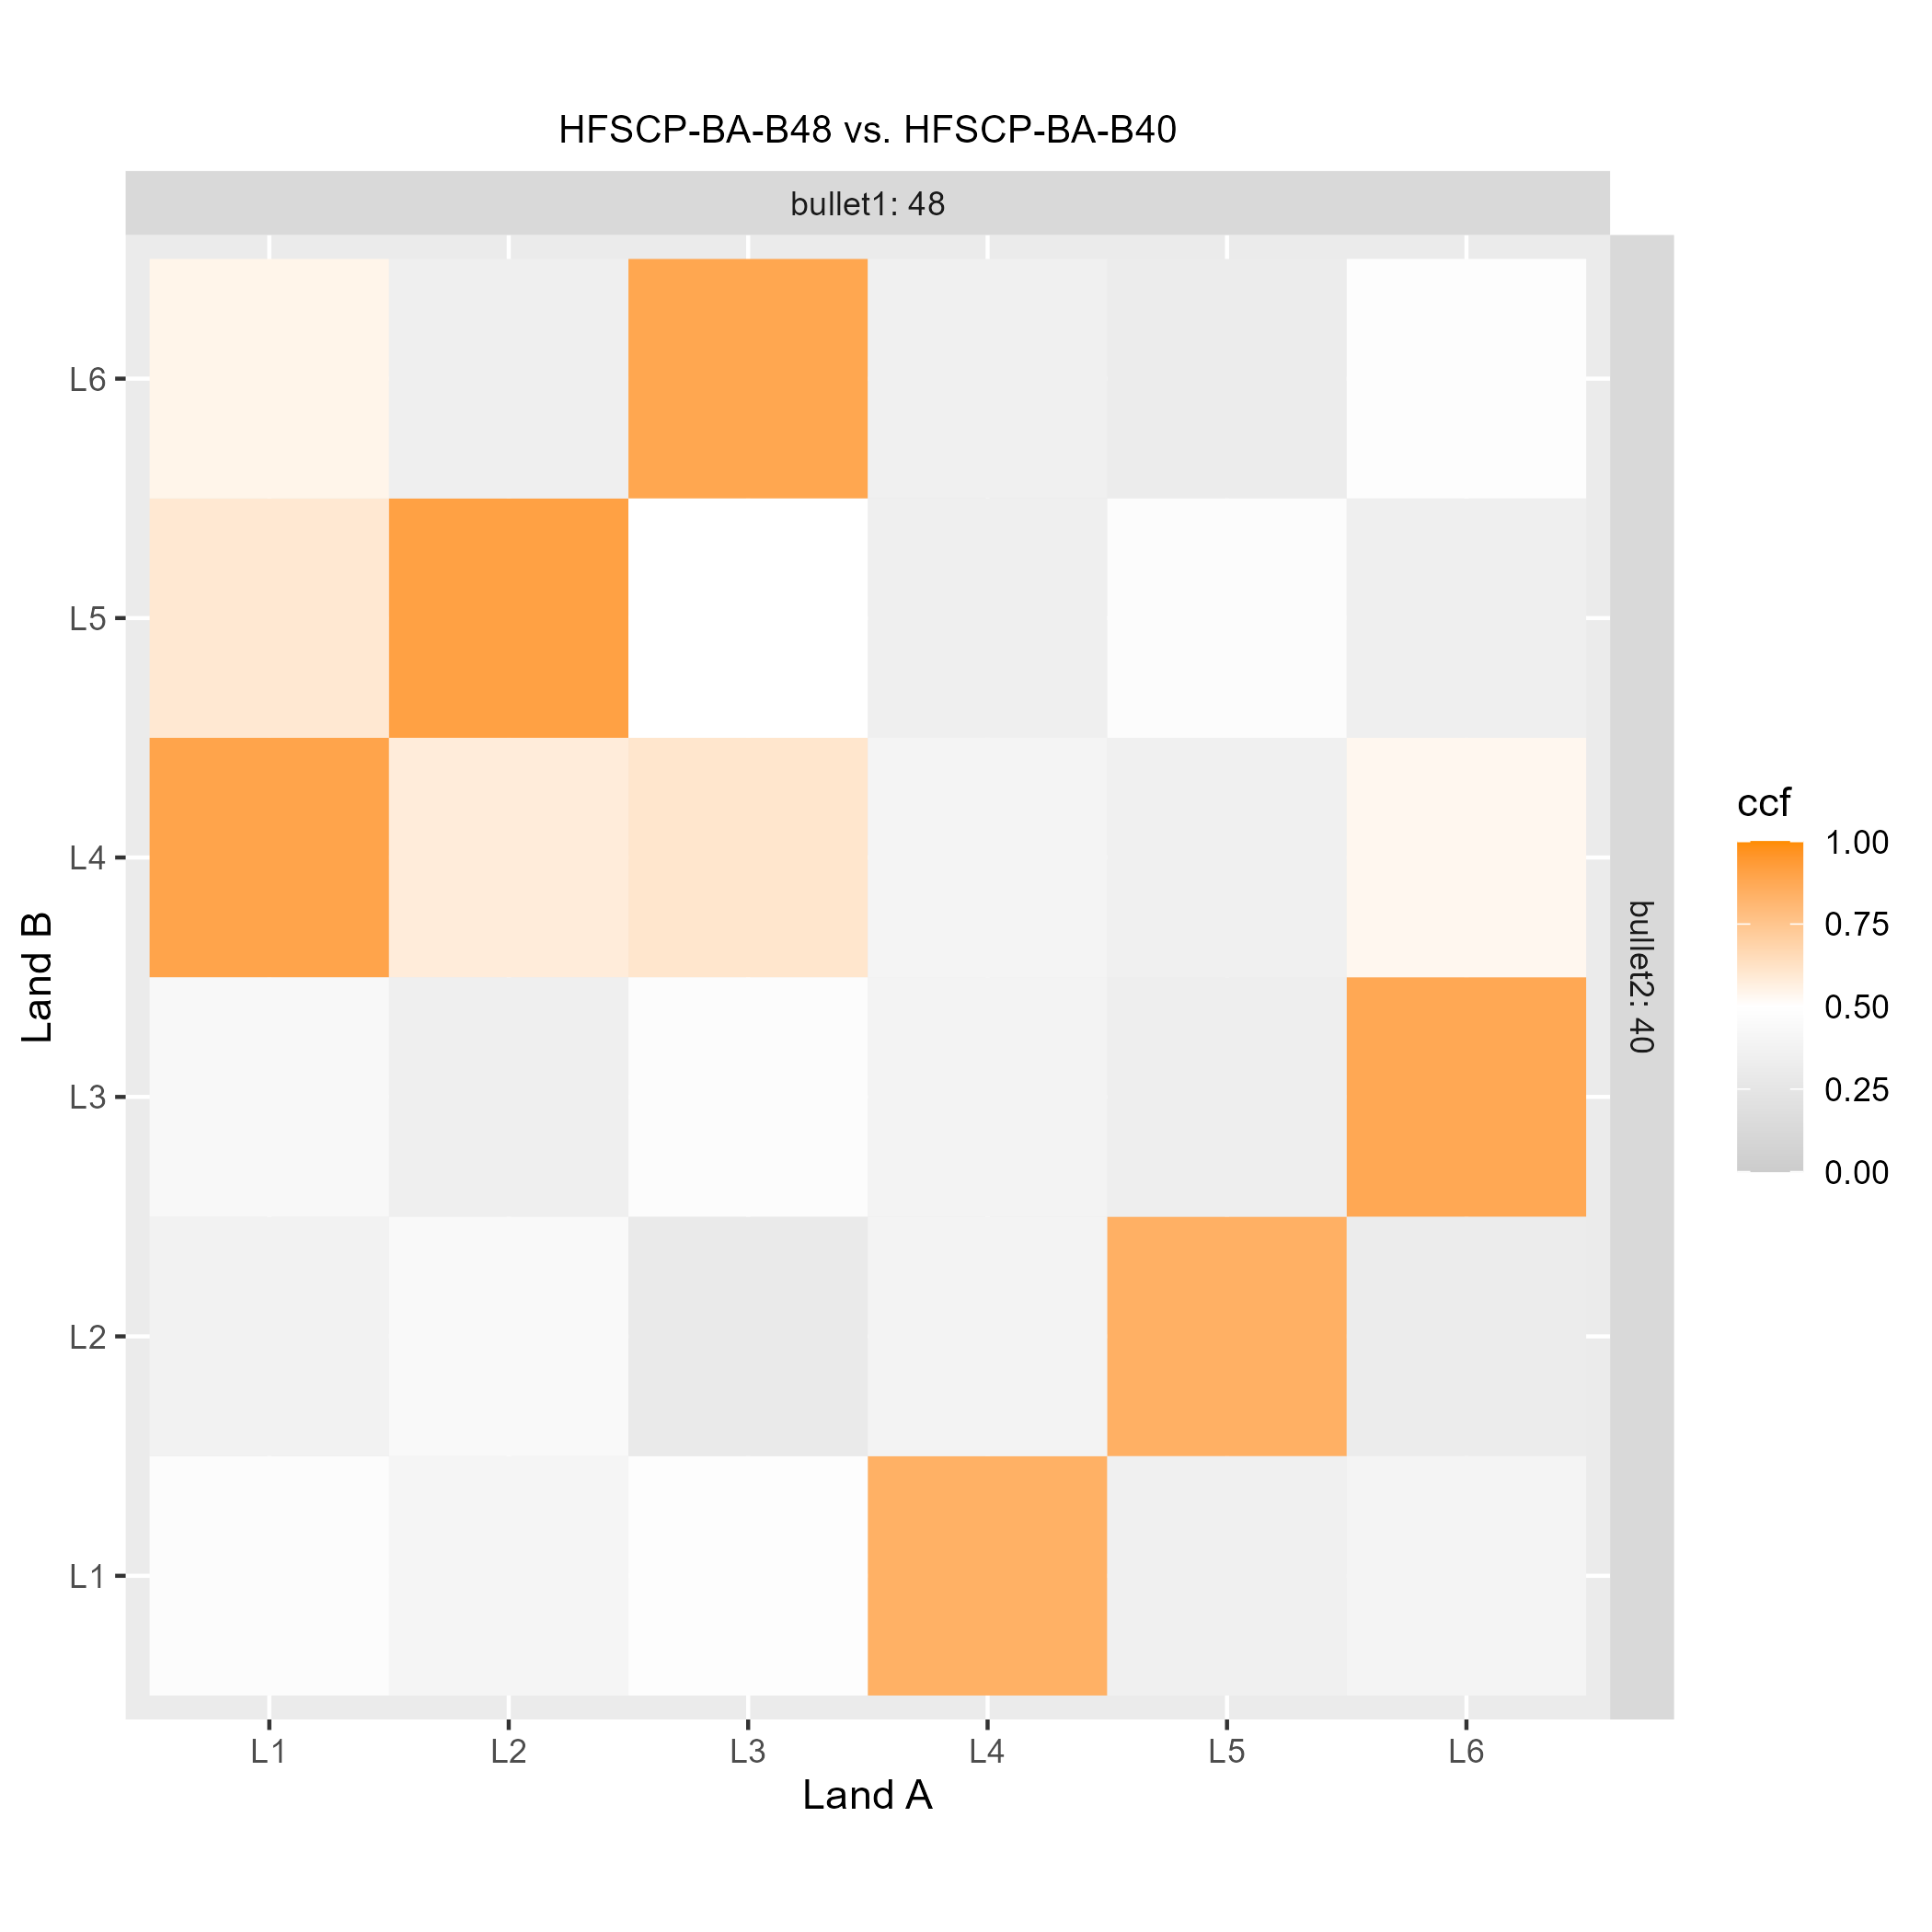 HFSCP-BA-B48 vs. HFSCP-BA-B40
bullet1: 48
L6
L5
L4
L3
L2
L1
Land B
bullet2: 40
L1 L2 L3 L4 L5 L6
Land A
ccf
1.00
0.75
0.50
0.25
0.00